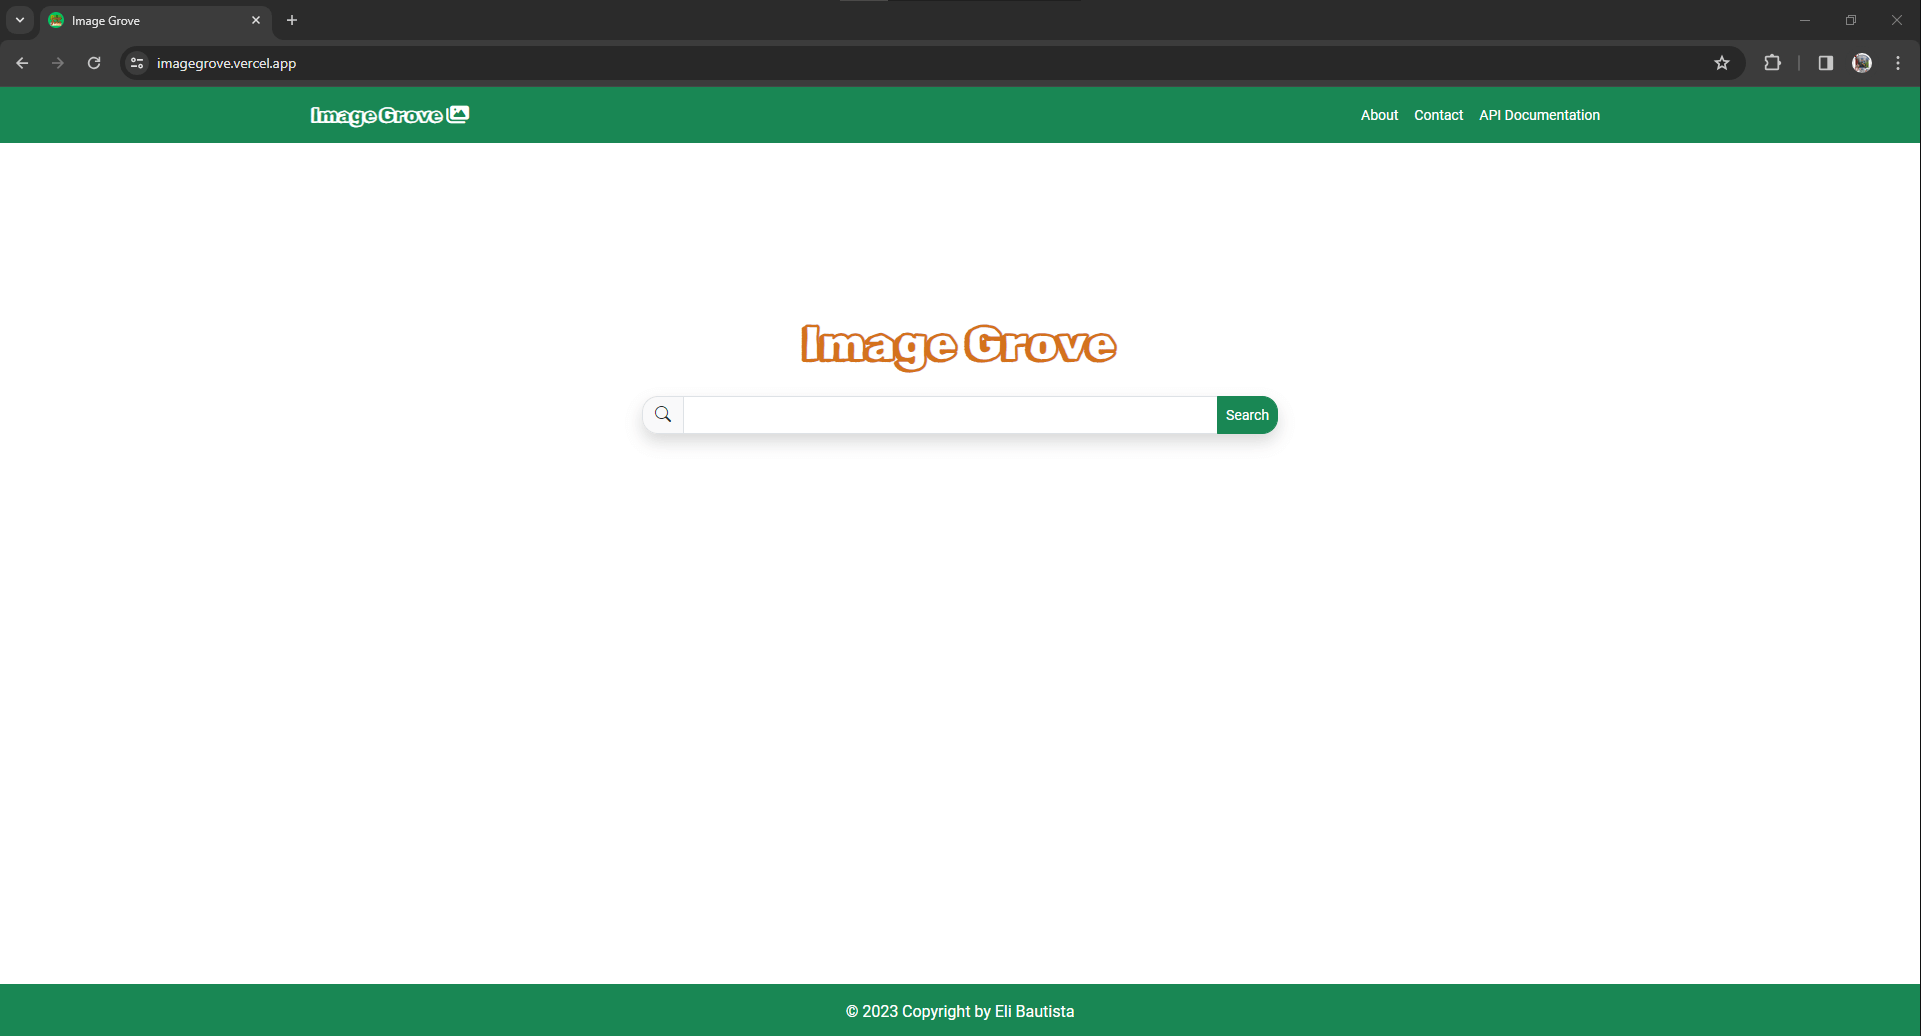 Image Grove
imagegrove.vercel.app
Image Grove
About Contact API Documentation
Image Grove
Search
© 2023 Copyright by Eli Bautista